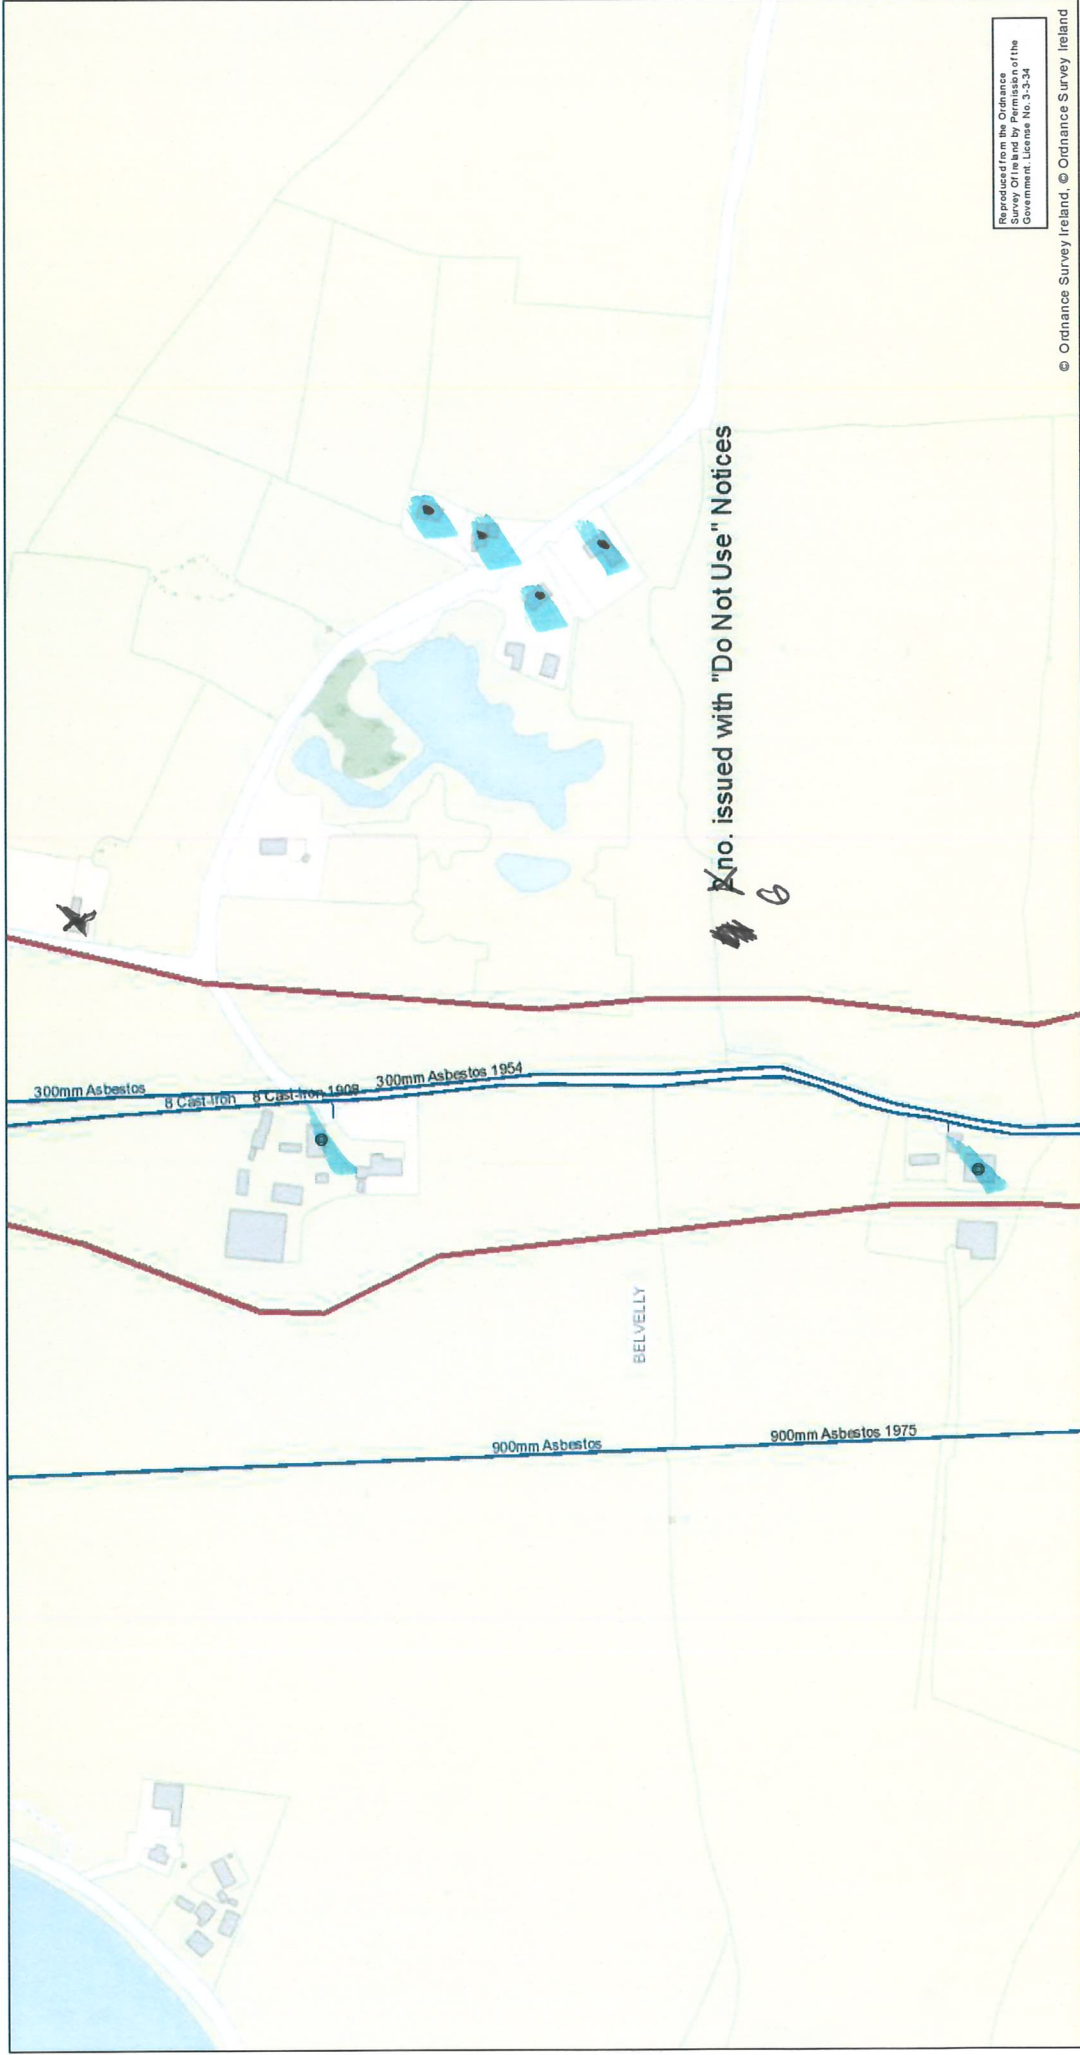 300mm Asbestos
8 Cast-Iron
8 Cast-Iron 1908
300mm Asbestos 1954
no. issued with "Do Not Use" Notices
6
BELVELLY
900mm Asbestos
900mm Asbestos 1975
Reproduced from the Ordnance
Survey Of Ireland by Permission of the
Government. License No. 3-3-34
© Ordnance Survey Ireland, © Ordnance Survey Ireland